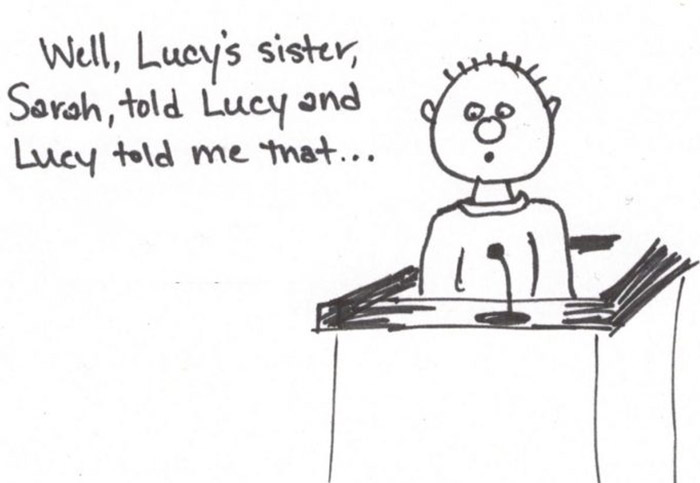 Well, Lucy's sister,
Sarah, told Lucy and
Lucy told me that...